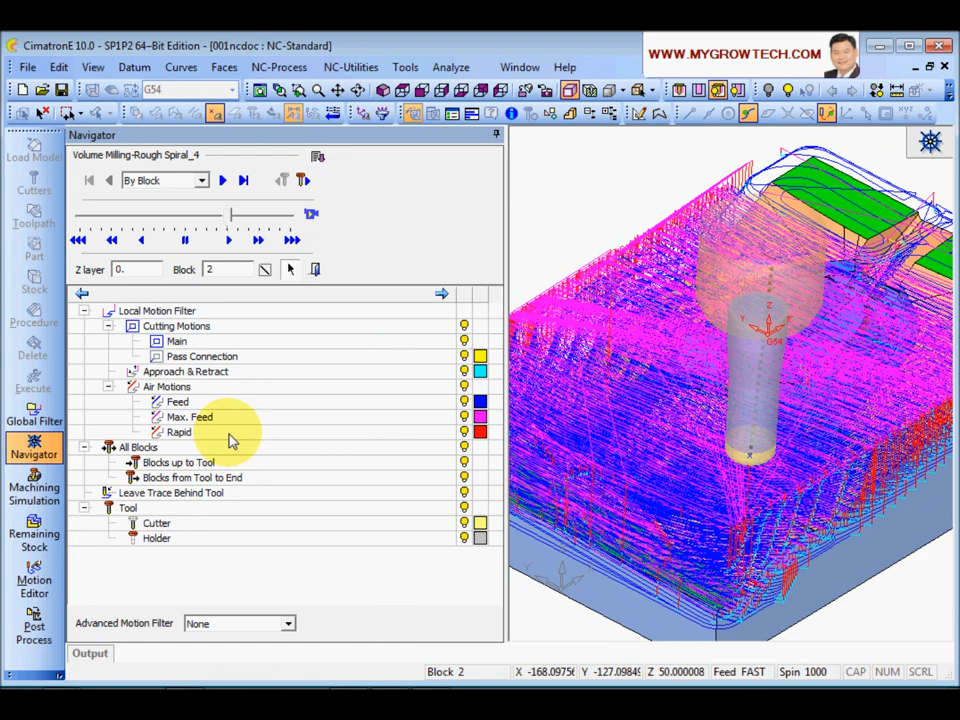 CimatronE 10.0 - SP1P2 64-Bit Edition - [001ncdoc : NC-Standard]
WWW.MYGROWTECH.COM
File Edit View Datum Curves Faces NC-Process NC-Utilities Tools Analyze Window Help
G54
Navigator
Load Model
Cutters
Toolpath
Part
Stock
Procedure
Delete
Execute
Global Filter
Navigator
Machining Simulation
Remaining Stock
Motion Editor
Post Process
Volume Milling-Rough Spiral_4
By Block
Z layer 0. Block 2
Local Motion Filter
Cutting Motions
Main
Pass Connection
Approach & Retract
Air Motions
Feed
Max. Feed
Rapid
All Blocks
Blocks up to Tool
Blocks from Tool to End
Leave Trace Behind Tool
Tool
Cutter
Holder
Advanced Motion Filter None
Output
Z
Y
X
G54
Block 2 X -168.0975 Y -127.0984 Z 50.000008 Feed FAST Spin 1000 CAP NUM SCRL